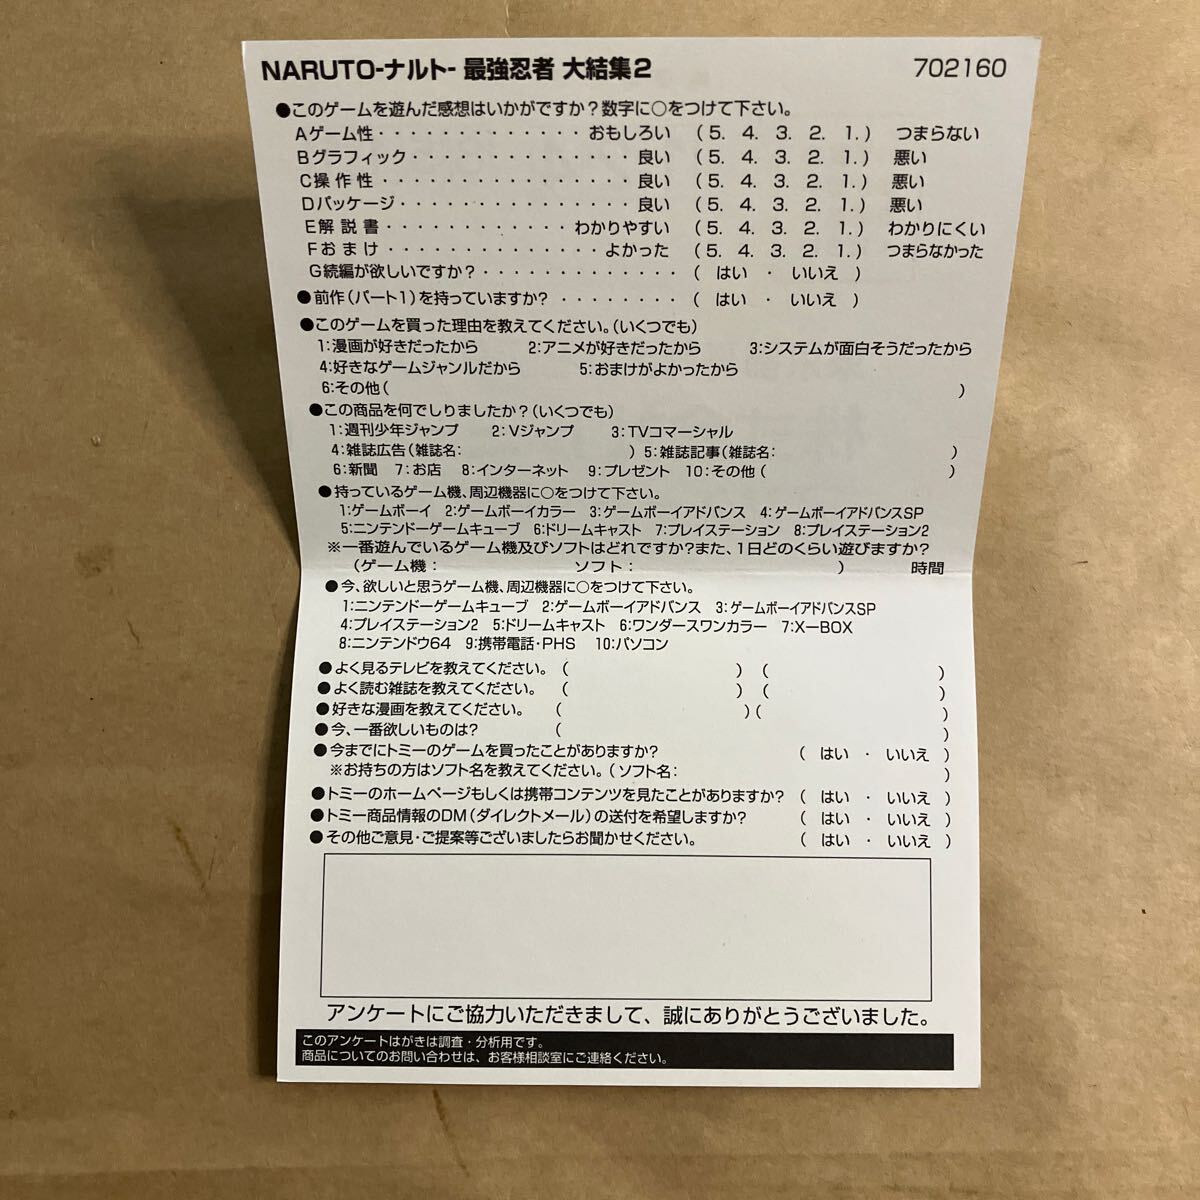 NARUTO-ナルト- 最強忍者 大結集2 702160
●このゲームを遊んだ感想はいかがですか？数字に○をつけて下さい。
Aゲーム性・・・・・・・・・・・・・おもしろい （5. 4. 3. 2. 1.） つまらない
Bグラフィック・・・・・・・・・・・・・・良い （5. 4. 3. 2. 1.） 悪い
C操作性・・・・・・・・・・・・・・・・良い （5. 4. 3. 2. 1.） 悪い
Dパッケージ・・・・・・・・・・・・・・・良い （5. 4. 3. 2. 1.） 悪い
E解説書・・・・・・・・・・・・わかりやすい （5. 4. 3. 2. 1.） わかりにくい
Fおまけ・・・・・・・・・・・・・・よかった （5. 4. 3. 2. 1.） つまらなかった
G続編が欲しいですか？・・・・・・・・・・・・・（ はい ・ いいえ ）
●前作（パート1）を持っていますか？・・・・・・・・（ はい ・ いいえ ）
●このゲームを買った理由を教えてください。（いくつでも）
1：漫画が好きだったから 2：アニメが好きだったから 3：システムが面白そうだったから
4：好きなゲームジャンルだから 5：おまけがよかったから
6：その他（ ）
●この商品を何でしりましたか？（いくつでも）
1：週刊少年ジャンプ 2：Vジャンプ 3：TVコマーシャル
4：雑誌広告（雑誌名： ）5：雑誌記事（雑誌名： ）
6：新聞 7：お店 8：インターネット 9：プレゼント 10：その他（ ）
●持っているゲーム機、周辺機器に○をつけて下さい。
1：ゲームボーイ 2：ゲームボーイカラー 3：ゲームボーイアドバンス 4：ゲームボーイアドバンスSP
5：ニンテンドーゲームキューブ 6：ドリームキャスト 7：プレイステーション 8：プレイステーション2
※一番遊んでいるゲーム機及びソフトはどれですか？また、1日どのくらい遊びますか？
（ゲーム機： ソフト： ） 時間
●今、欲しいと思うゲーム機、周辺機器に○をつけて下さい。
1：ニンテンドーゲームキューブ 2：ゲームボーイアドバンス 3：ゲームボーイアドバンスSP
4：プレイステーション2 5：ドリームキャスト 6：ワンダースワンカラー 7：X－BOX
8：ニンテンドウ64 9：携帯電話・PHS 10：パソコン
●よく見るテレビを教えてください。（ ）（ ）
●よく読む雑誌を教えてください。（ ）（ ）
●好きな漫画を教えてください。（ ）（ ）
●今、一番欲しいものは？ （ ）
●今までにトミーのゲームを買ったことがありますか？ （ はい ・ いいえ ）
※お持ちの方はソフト名を教えてください。（ソフト名： ）
●トミーのホームページもしくは携帯コンテンツを見たことがありますか？ （ はい ・ いいえ ）
●トミー商品情報のDM（ダイレクトメール）の送付を希望しますか？ （ はい ・ いいえ ）
●その他ご意見・ご提案等ございましたらお聞かせください。 （ はい ・ いいえ ）
アンケートにご協力いただきまして、誠にありがとうございました。
このアンケートはがきは調査・分析用です。
商品についてのお問い合わせは、お客様相談室にご連絡ください。